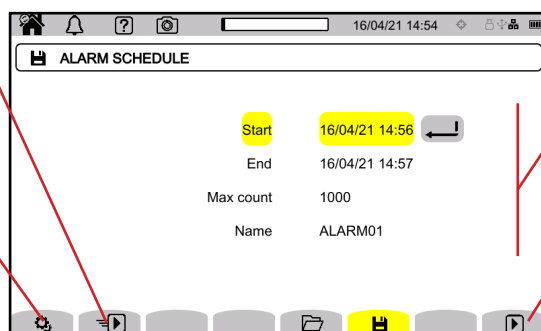 16/04/21 14:54
ALARM SCHEDULE
Start 16/04/21 14:56
End 16/04/21 14:57
Max count 1000
Name ALARM01